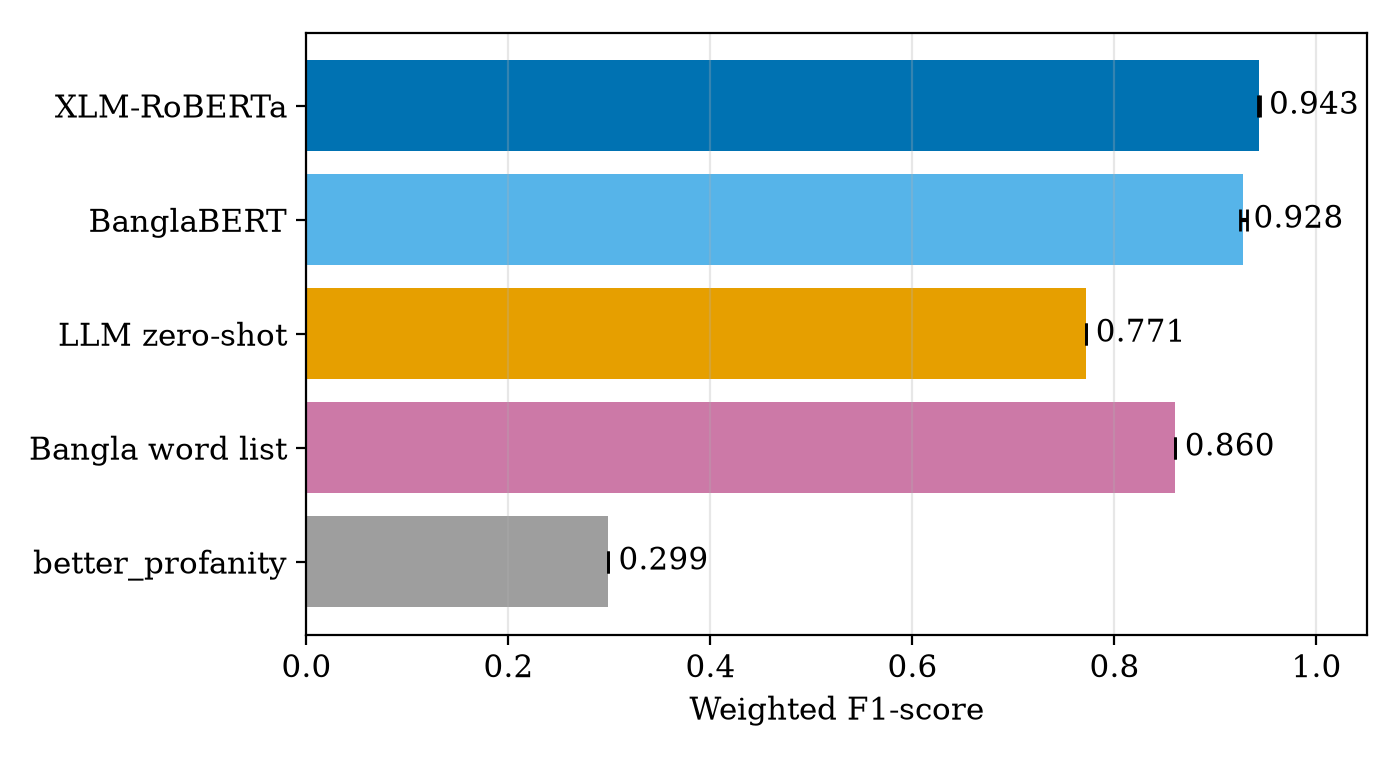 XLM-RoBERTa 0.943
BanglaBERT 0.928
LLM zero-shot 0.771
Bangla word list 0.860
better_profanity 0.299
0.0 0.2 0.4 0.6 0.8 1.0
Weighted F1-score